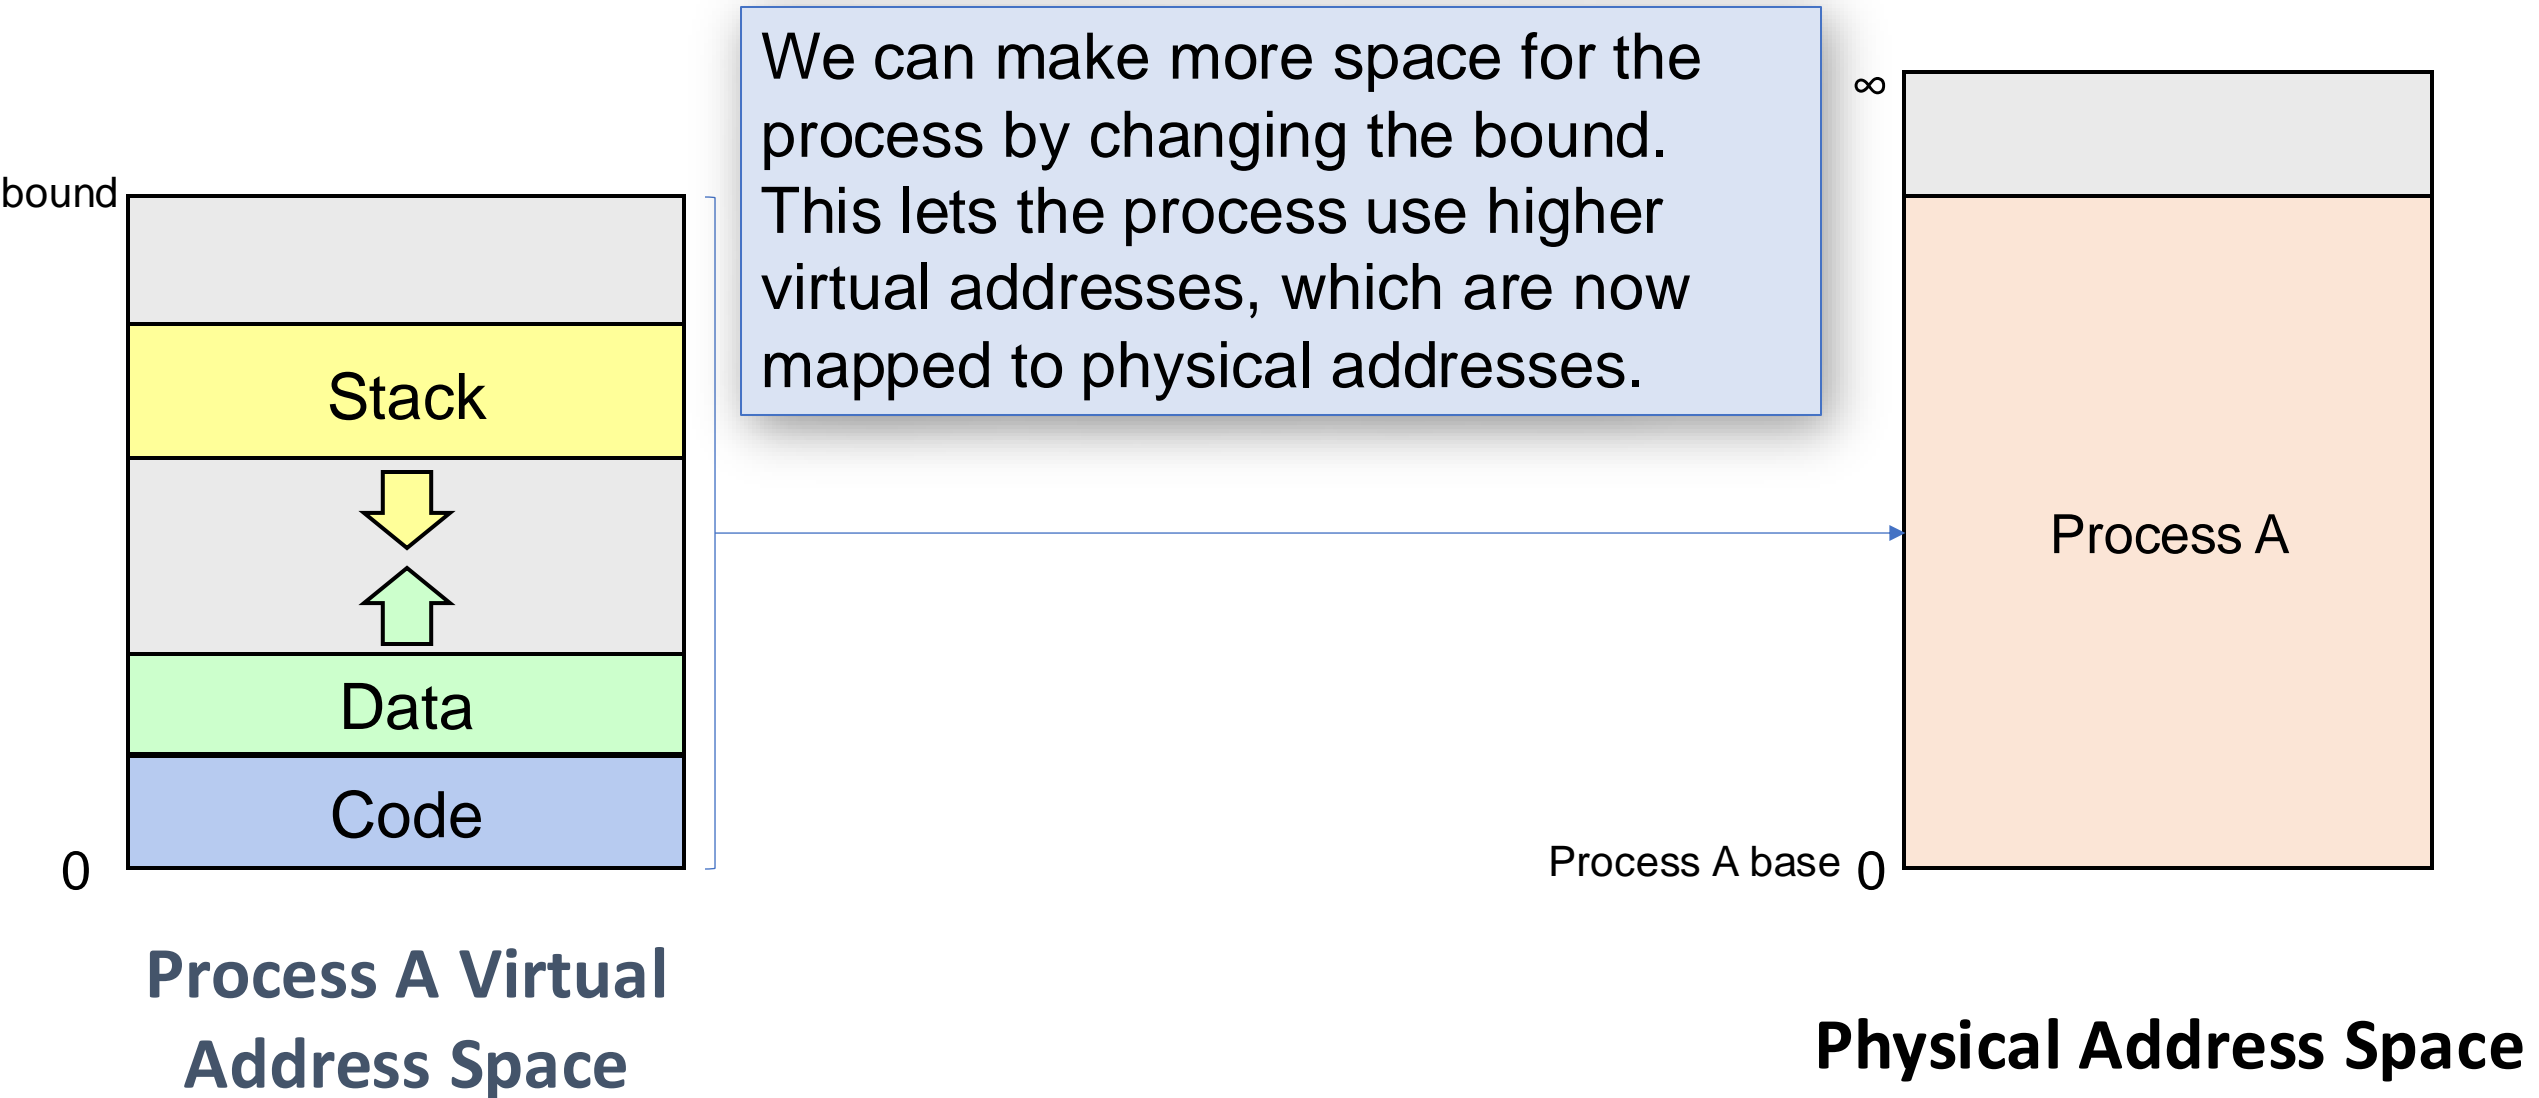 We can make more space for the
process by changing the bound.
This lets the process use higher
virtual addresses, which are now
mapped to physical addresses.
bound
Stack
Data
Code
0
Process A Virtual
Address Space
∞
Process A
Process A base 0
Physical Address Space